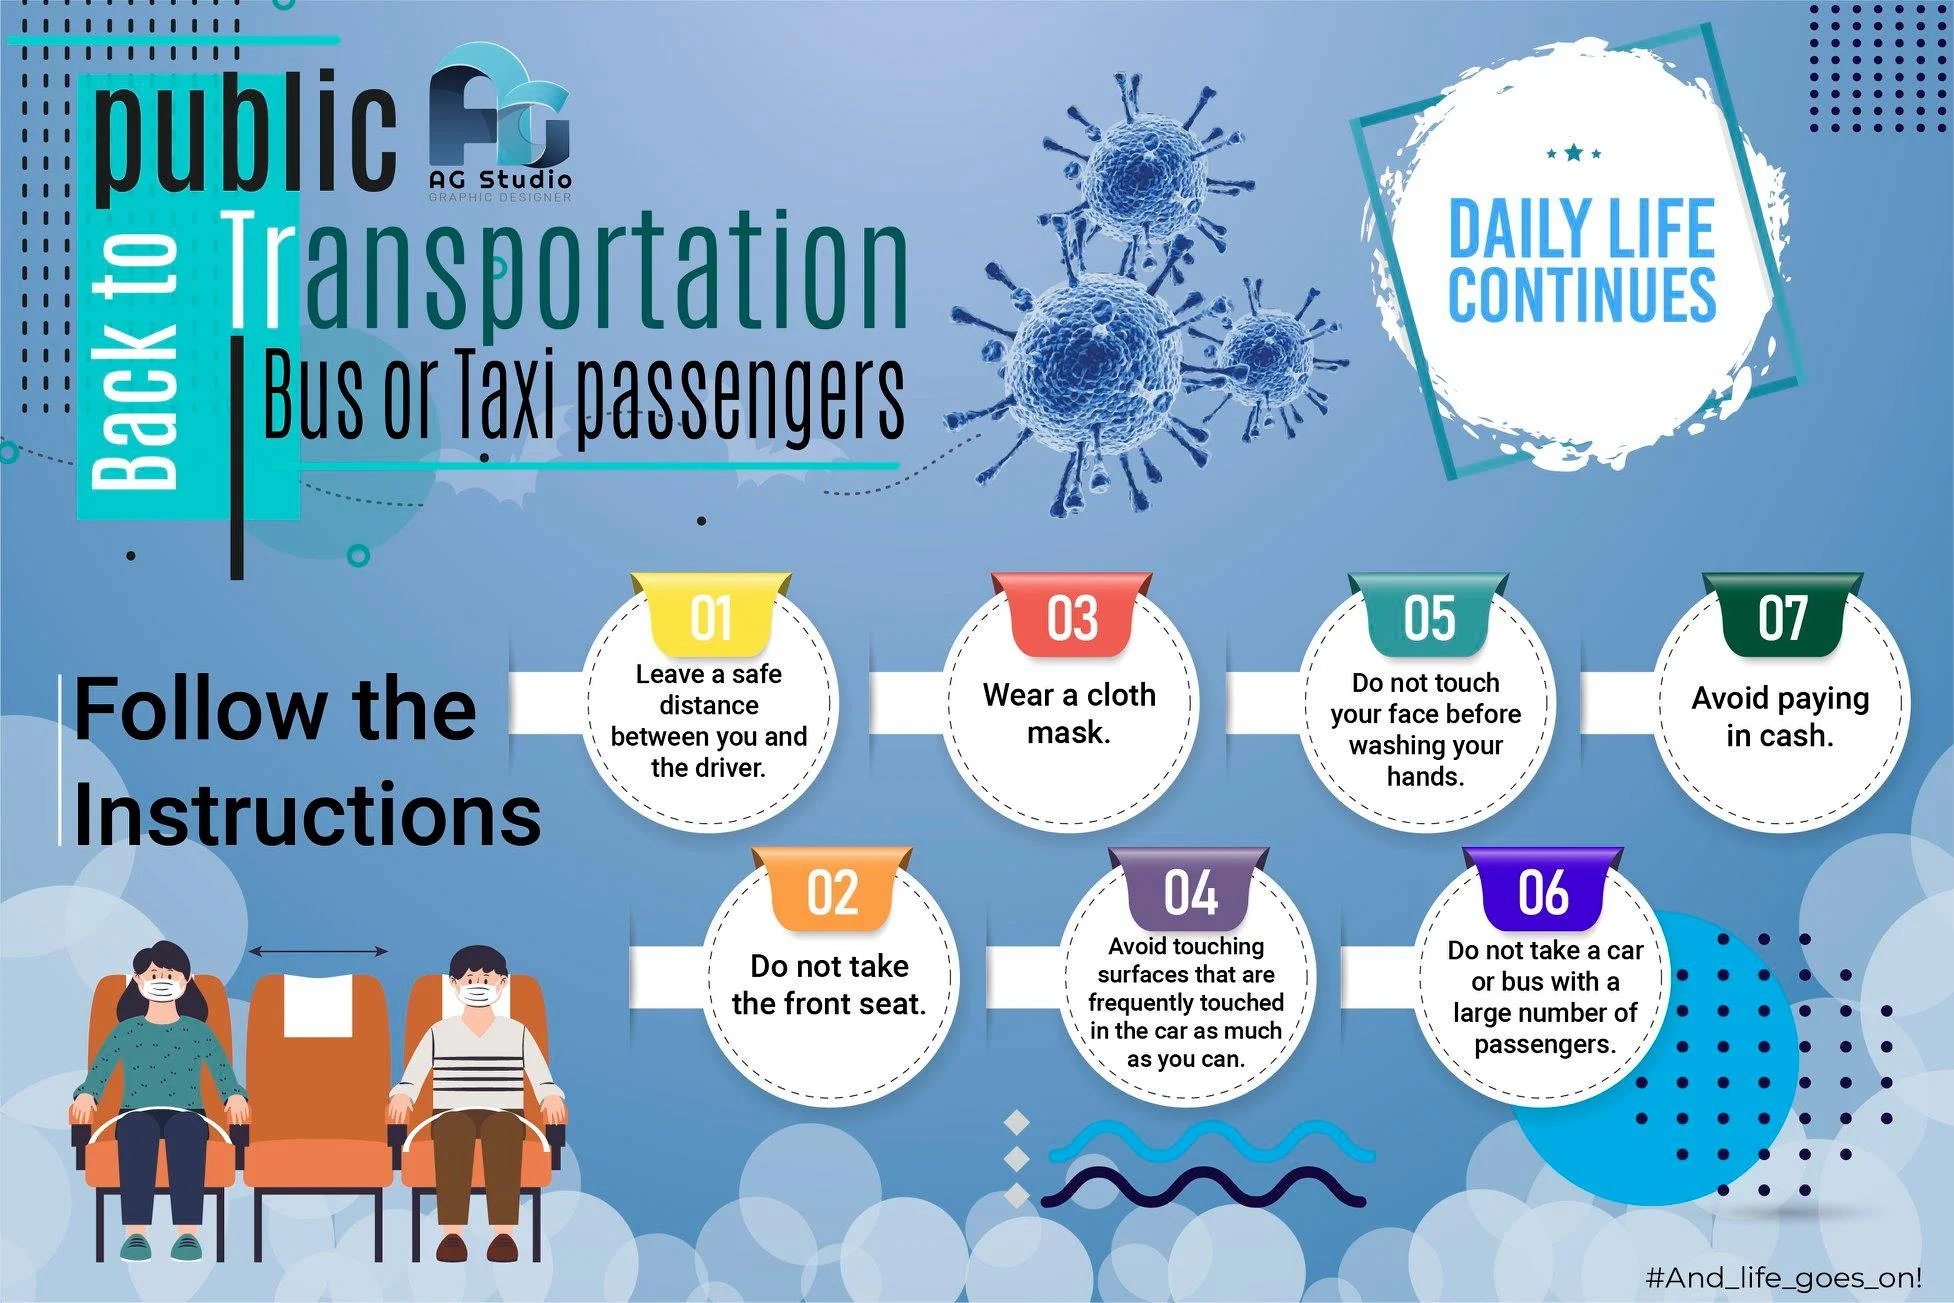 Back to
public
AG Studio
GRAPHIC DESIGNER
Transportation
Bus or Taxi passengers
DAILY LIFE
CONTINUES
Follow the
Instructions
01
Leave a safe
distance
between you and
the driver.
02
Do not take
the front seat.
03
Wear a cloth
mask.
04
Avoid touching
surfaces that are
frequently touched
in the car as much
as you can.
05
Do not touch
your face before
washing your
hands.
06
Do not take a car
or bus with a
large number of
passengers.
07
Avoid paying
in cash.
#And_life_goes_on!